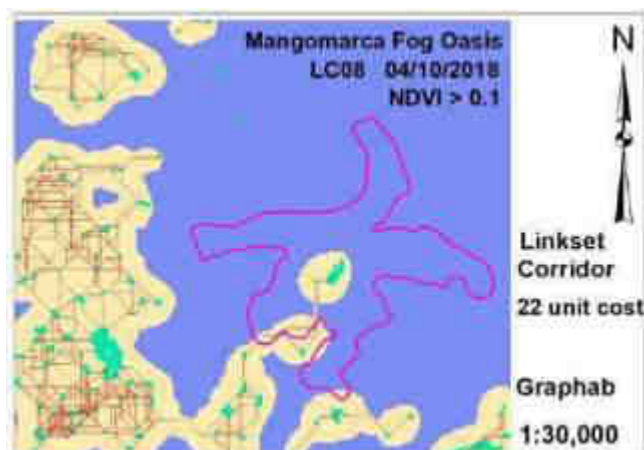 Mangomarca Fog Oasis
LC08 04/10/2018
NDVI > 0.1
N
Linkset
Corridor
22 unit cost
Graphab
1:30,000